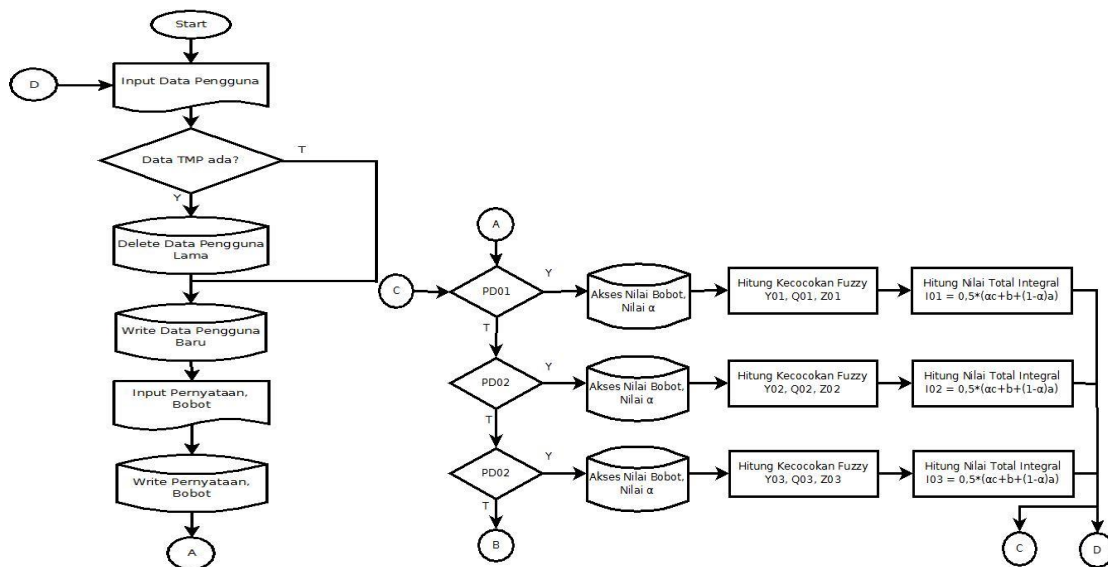 Start
D
Input Data Pengguna
Data TMP ada?
T
Y
Delete Data Pengguna
Lama
Write Data Pengguna
Baru
Input Pernyataan,
Bobot
Write Pernyataan,
Bobot
A
A
C
PD01
Y
Akses Nilai Bobot,
Nilai α
Hitung Kecocokan Fuzzy
Y01, Q01, Z01
Hitung Nilai Total Integral
I01 = 0,5*(αc+b+(1-α)a)
T
PD02
Y
Akses Nilai Bobot,
Nilai α
Hitung Kecocokan Fuzzy
Y02, Q02, Z02
Hitung Nilai Total Integral
I02 = 0,5*(αc+b+(1-α)a)
T
PD02
Y
Akses Nilai Bobot,
Nilai α
Hitung Kecocokan Fuzzy
Y03, Q03, Z03
Hitung Nilai Total Integral
I03 = 0,5*(αc+b+(1-α)a)
T
B
C
D